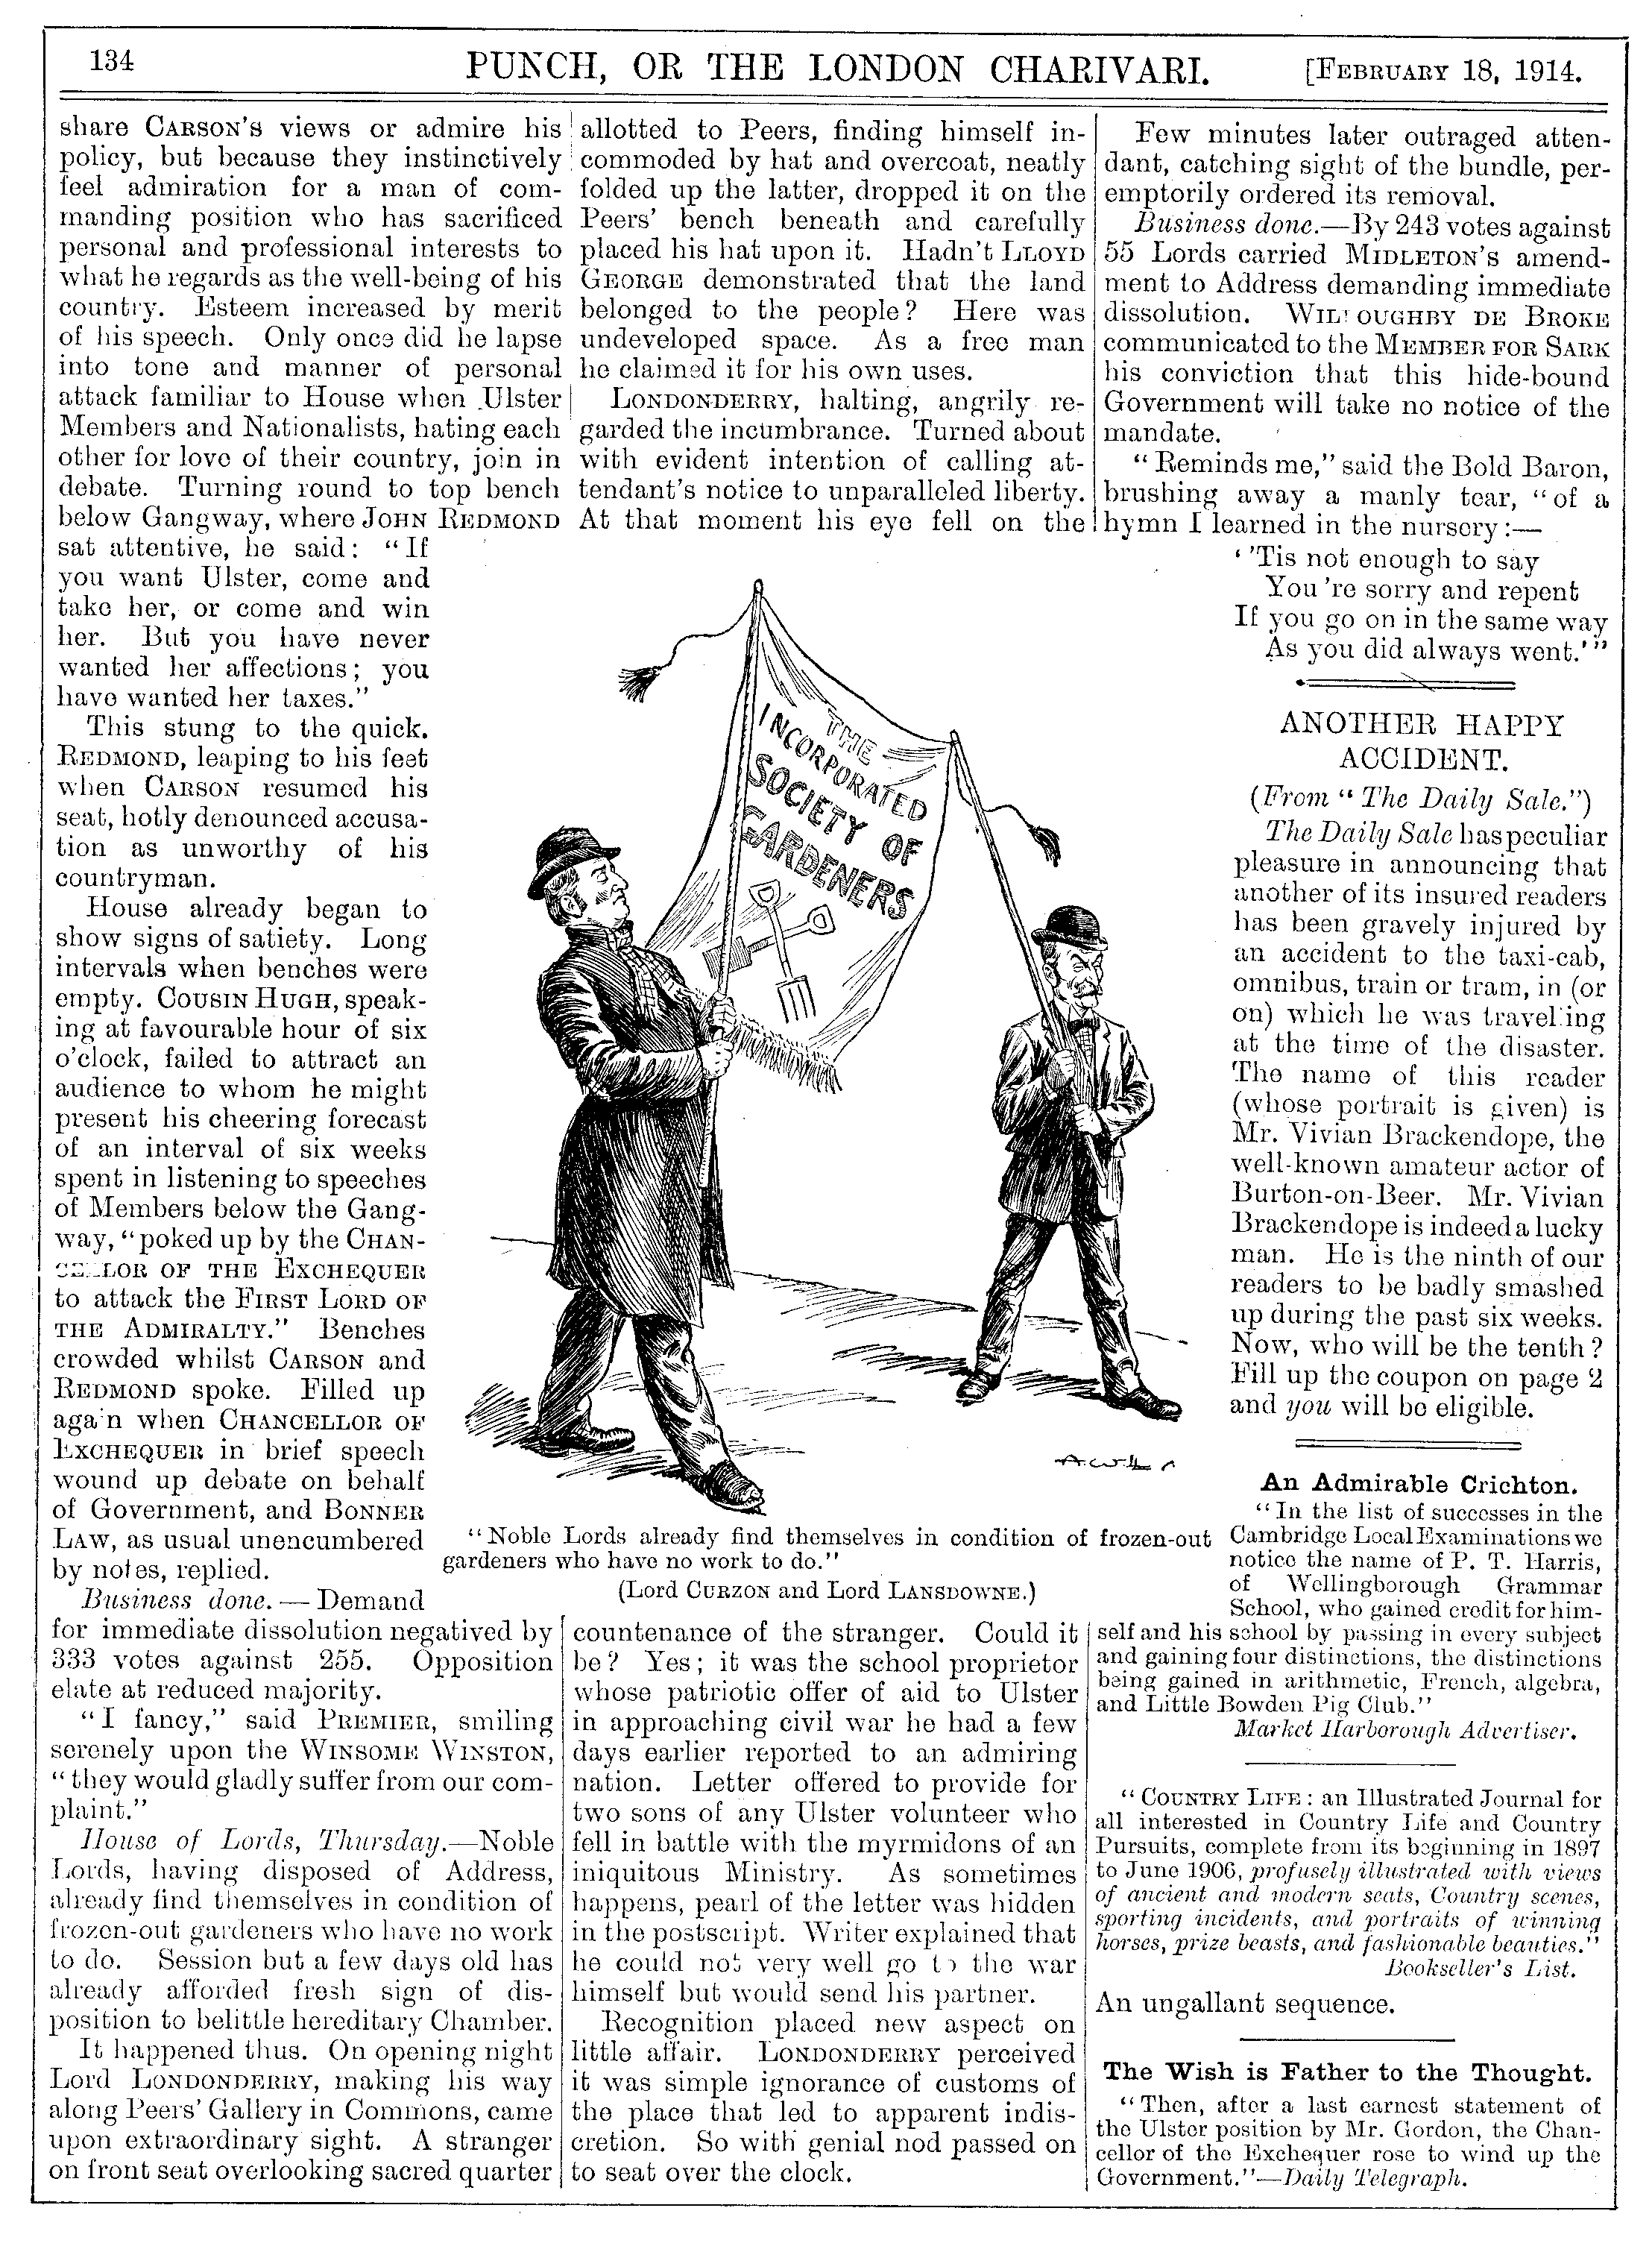 134
PUNCH, OR THE LONDON CHARIVARI.
[FEBRUARY 18, 1914.
share CARSON'S views or admire his
policy, but because they instinctively
feel admiration for a man of com-
manding position who has sacrificed
personal and professional interests to
what he regards as the well-being of his
country. Esteem increased by merit
of his speech. Only once did he lapse
into tone and manner of personal
attack familiar to House when Ulster
Members and Nationalists, hating each
other for love of their country, join in
debate. Turning round to top bench
below Gangway, where JOHN REDMOND
sat attentive, he said: "If
you want Ulster, come and
take her, or come and win
her. But you have never
wanted her affections; you
have wanted her taxes."
This stung to the quick.
REDMOND, leaping to his feet
when CARSON resumed his
seat, hotly denounced accusa-
tion as unworthy of his
countryman.
House already began to
show signs of satiety. Long
intervals when benches were
empty. COUSIN HUGH, speak-
ing at favourable hour of six
o'clock, failed to attract an
audience to whom he might
present his cheering forecast
of an interval of six weeks
spent in listening to speeches
of Members below the Gang-
way, "poked up by the CHAN-
CELLOR OF THE EXCHEQUER
to attack the FIRST LORD OF
THE ADMIRALTY." Benches
crowded whilst CARSON and
REDMOND spoke. Filled up
again when CHANCELLOR OF
EXCHEQUER in brief speech
wound up debate on behalf
of Government, and BONNER
LAW, as usual unencumbered
by notes, replied.
Business done.—Demand
for immediate dissolution negatived by
333 votes against 255. Opposition
elate at reduced majority.
"I fancy," said PREMIER, smiling
serenely upon the WINSOME WINSTON,
"they would gladly suffer from our com-
plaint."
House of Lords, Thursday.—Noble
Lords, having disposed of Address,
already find themselves in condition of
frozen-out gardeners who have no work
to do. Session but a few days old has
already afforded fresh sign of dis-
position to belittle hereditary Chamber.
It happened thus. On opening night
Lord LONDONDERRY, making his way
along Peers' Gallery in Commons, came
upon extraordinary sight. A stranger
on front seat overlooking sacred quarter
allotted to Peers, finding himself in-
commoded by hat and overcoat, neatly
folded up the latter, dropped it on the
Peers' bench beneath and carefully
placed his hat upon it. Hadn't LLOYD
GEORGE demonstrated that the land
belonged to the people? Here was
undeveloped space. As a free man
he claimed it for his own uses.
LONDONDERRY, halting, angrily re-
garded the incumbrance. Turned about
with evident intention of calling at-
tendant's notice to unparalleled liberty.
At that moment his eye fell on the
THE
INCORPORATED
SOCIETY OF
GARDENERS
"Noble Lords already find themselves in condition of frozen-out
gardeners who have no work to do."
(Lord CURZON and Lord LANSDOWNE.)
countenance of the stranger. Could it
be? Yes; it was the school proprietor
whose patriotic offer of aid to Ulster
in approaching civil war he had a few
days earlier reported to an admiring
nation. Letter offered to provide for
two sons of any Ulster volunteer who
fell in battle with the myrmidons of an
iniquitous Ministry. As sometimes
happens, pearl of the letter was hidden
in the postscript. Writer explained that
he could not very well go to the war
himself but would send his partner.
Recognition placed new aspect on
little affair. LONDONDERRY perceived
it was simple ignorance of customs of
the place that led to apparent indis-
cretion. So with genial nod passed on
to seat over the clock.
Few minutes later outraged atten-
dant, catching sight of the bundle, per-
emptorily ordered its removal.
Business done.—By 243 votes against
55 Lords carried MIDLETON'S amend-
ment to Address demanding immediate
dissolution. WILLOUGHBY DE BROKE
communicated to the MEMBER FOR SARK
his conviction that this hide-bound
Government will take no notice of the
mandate.
"Reminds me," said the Bold Baron,
brushing away a manly tear, "of a
hymn I learned in the nursery:—
' 'Tis not enough to say
You 're sorry and repent
If you go on in the same way
As you did always went.' "
ANOTHER HAPPY
ACCIDENT.
(From "The Daily Sale.")
The Daily Sale has peculiar
pleasure in announcing that
another of its insured readers
has been gravely injured by
an accident to the taxi-cab,
omnibus, train or tram, in (or
on) which he was travelling
at the time of the disaster.
The name of this reader
(whose portrait is given) is
Mr. Vivian Brackendope, the
well-known amateur actor of
Burton-on-Beer. Mr. Vivian
Brackendope is indeed a lucky
man. He is the ninth of our
readers to be badly smashed
up during the past six weeks.
Now, who will be the tenth?
Fill up the coupon on page 2
and you will be eligible.
An Admirable Crichton.
"In the list of successes in the
Cambridge Local Examinations we
notice the name of P. T. Harris,
of Wellingborough Grammar
School, who gained credit for him-
self and his school by passing in every subject
and gaining four distinctions, the distinctions
being gained in arithmetic, French, algebra,
and Little Bowden Pig Club."
Market Harborough Advertiser.
"COUNTRY LIFE: an Illustrated Journal for
all interested in Country Life and Country
Pursuits, complete from its beginning in 1897
to June 1906, profusely illustrated with views
of ancient and modern seats, Country scenes,
sporting incidents, and portraits of winning
horses, prize beasts, and fashionable beauties."
Bookseller's List.
An ungallant sequence.
The Wish is Father to the Thought.
"Then, after a last earnest statement of
the Ulster position by Mr. Gordon, the Chan-
cellor of the Exchequer rose to wind up the
Government."—Daily Telegraph.